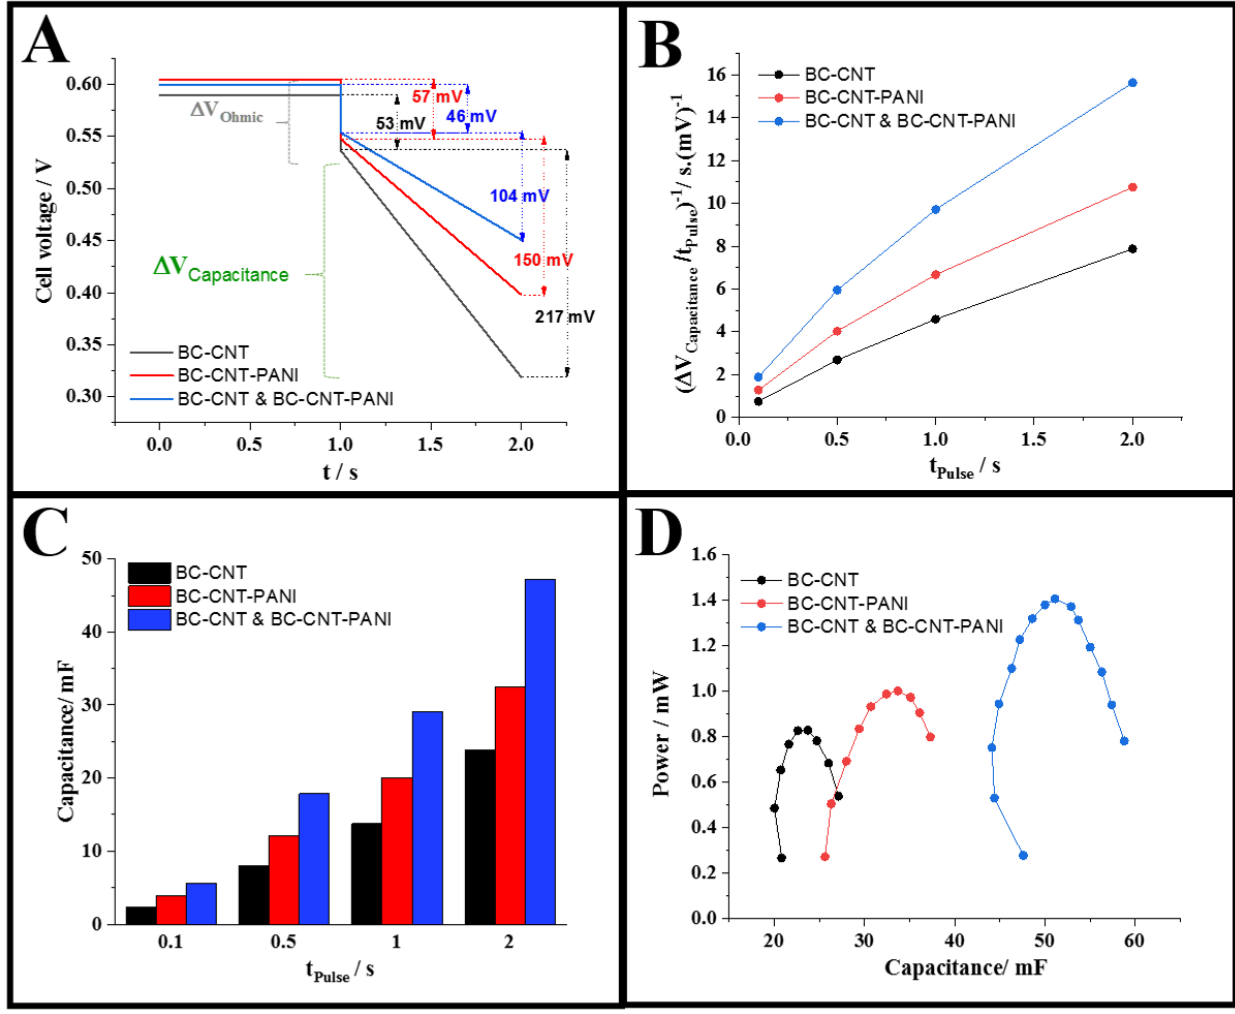 A
Cell voltage / V
0.60
0.55
0.50
0.45
0.40
0.35
0.30
ΔV_Ohmic
ΔV_Capacitance
57 mV
46 mV
53 mV
104 mV
150 mV
217 mV
BC-CNT
BC-CNT-PANI
BC-CNT & BC-CNT-PANI
0.0 0.5 1.0 1.5 2.0
t / s
B
(ΔV_Capacitance /t_Pulse)^-1/ s.(mV)^-1
16
14
12
10
8
6
4
2
0
BC-CNT
BC-CNT-PANI
BC-CNT & BC-CNT-PANI
0.0 0.5 1.0 1.5 2.0
t_Pulse / s
C
Capacitance/ mF
50
40
30
20
10
0
BC-CNT
BC-CNT-PANI
BC-CNT & BC-CNT-PANI
0.1 0.5 1 2
t_Pulse / s
D
Power / mW
1.6
1.4
1.2
1.0
0.8
0.6
0.4
0.2
0.0
BC-CNT
BC-CNT-PANI
BC-CNT & BC-CNT-PANI
20 30 40 50 60
Capacitance/ mF